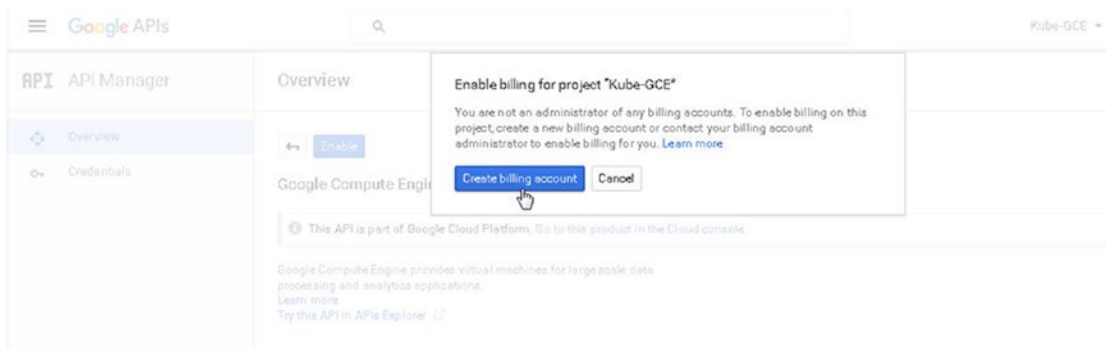 Google APIs
Kube-GCE
API API Manager
Overview
Overview
Credentials
Enable
Google Compute Engi
This API is part of Google Cloud Platform. Go to this product in the Cloud console
Google Compute Engine provides virtual machines for large scale data
processing and analytics applications.
Learn more
Try this API in APIs Explorer
Enable billing for project "Kube-GCE"
You are not an administrator of any billing accounts. To enable billing on this
project, create a new billing account or contact your billing account
administrator to enable billing for you. Learn more
Create billing account
Cancel